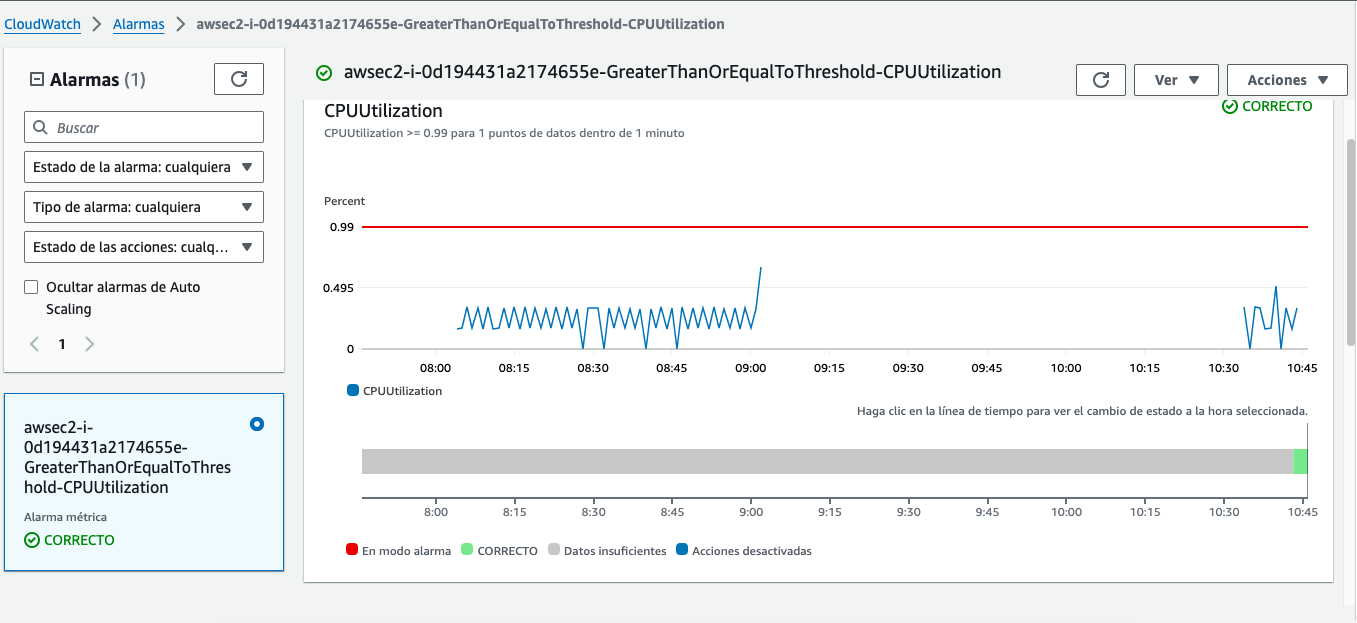 CloudWatch > Alarmas > awsec2-i-0d194431a2174655e-GreaterThanOrEqualToThreshold-CPUUtilization
Alarmas (1)
Buscar
Estado de la alarma: cualquiera
Tipo de alarma: cualquiera
Estado de las acciones: cualq...
Ocultar alarmas de Auto
Scaling
1
awsec2-i-
0d194431a2174655e-
GreaterThanOrEqualToThres
hold-CPUUtilization
Alarma métrica
CORRECTO
awsec2-i-0d194431a2174655e-GreaterThanOrEqualToThreshold-CPUUtilization
Ver
Acciones
CPUUtilization
CORRECTO
CPUUtilization >= 0.99 para 1 puntos de datos dentro de 1 minuto
Percent
0.99
0.495
0
08:00 08:15 08:30 08:45 09:00 09:15 09:30 09:45 10:00 10:15 10:30 10:45
CPUUtilization
Haga clic en la línea de tiempo para ver el cambio de estado a la hora seleccionada.
8:00 8:15 8:30 8:45 9:00 9:15 9:30 9:45 10:00 10:15 10:30 10:45
En modo alarma CORRECTO Datos insuficientes Acciones desactivadas